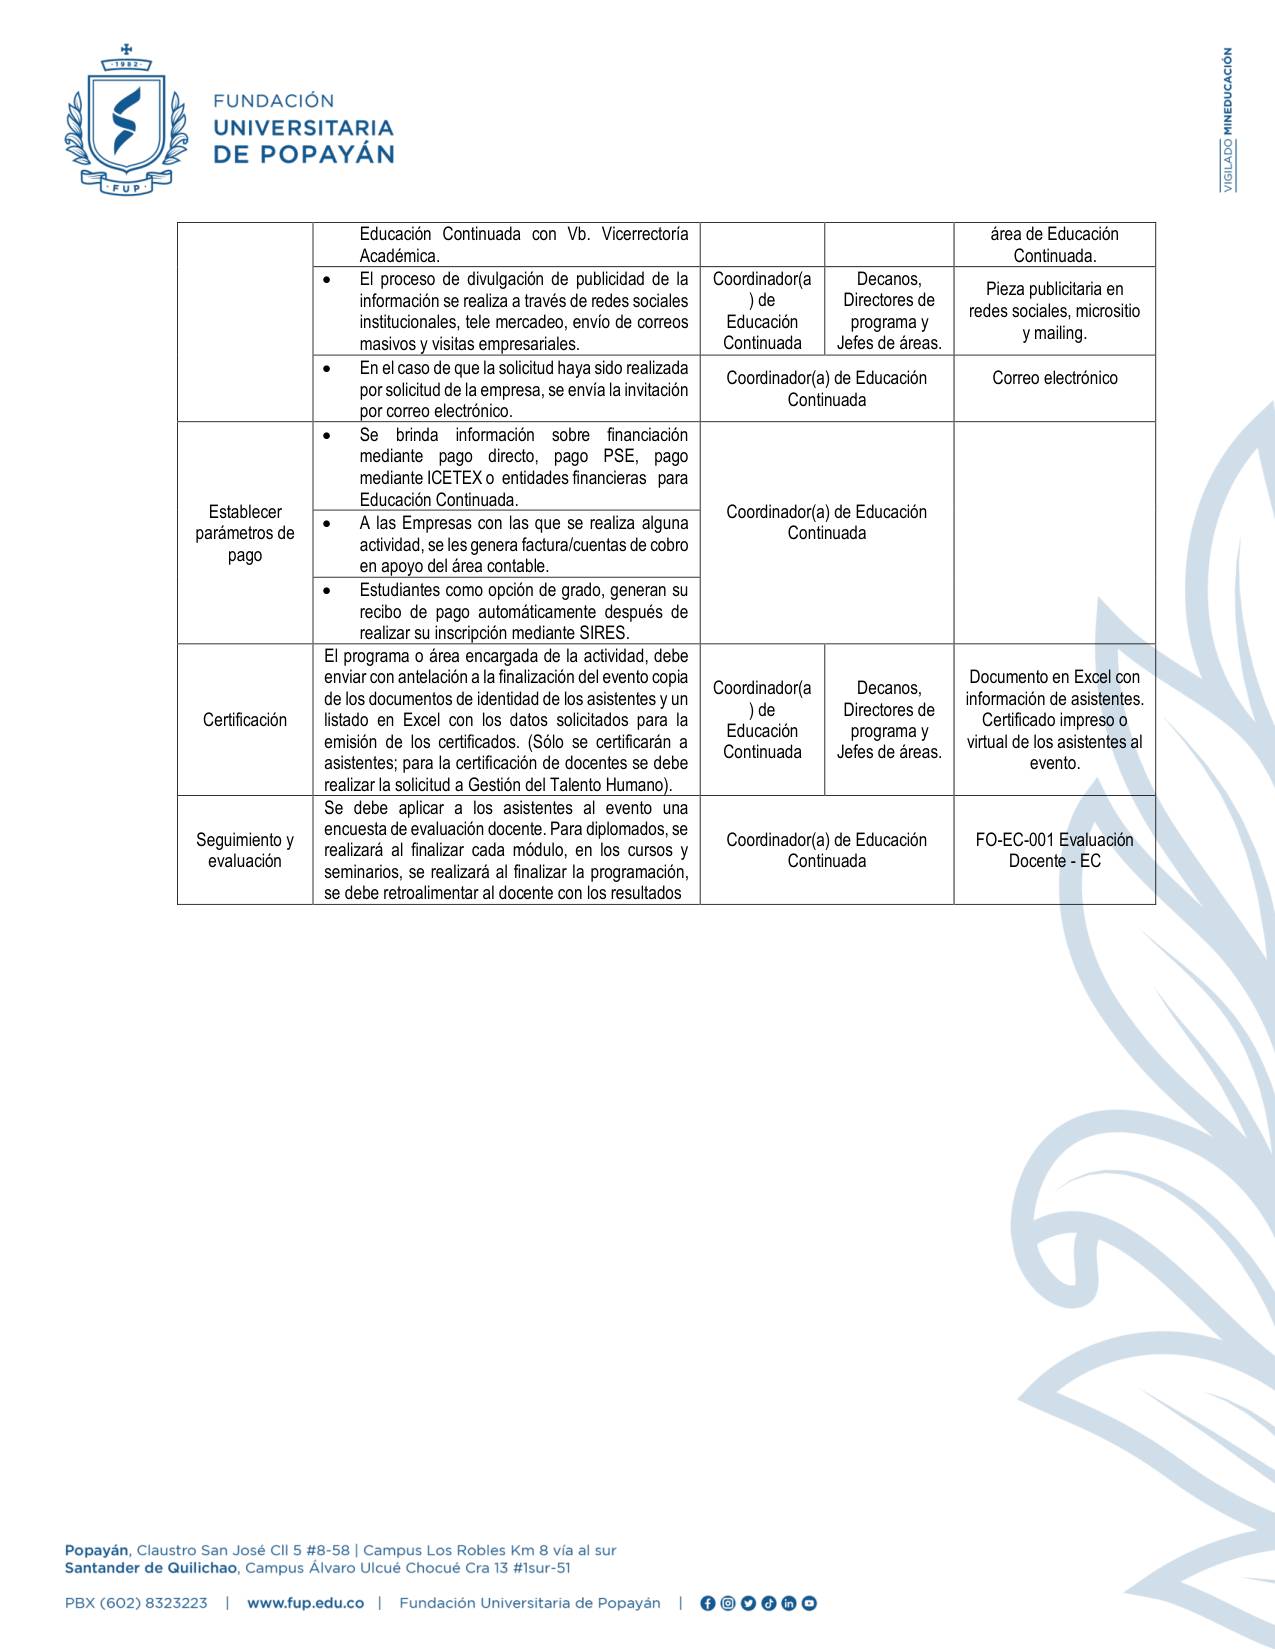 1982
FUP
FUNDACIÓN
UNIVERSITARIA
DE POPAYÁN
VIGILADO MINEDUCACIÓN
Educación Continuada con Vb. Vicerrectoría
Académica.
área de Educación
Continuada.
• El proceso de divulgación de publicidad de la
información se realiza a través de redes sociales
institucionales, tele mercadeo, envío de correos
masivos y visitas empresariales.
Coordinador(a
) de
Educación
Continuada
Decanos,
Directores de
programa y
Jefes de áreas.
Pieza publicitaria en
redes sociales, micrositio
y mailing.
• En el caso de que la solicitud haya sido realizada
por solicitud de la empresa, se envía la invitación
por correo electrónico.
Coordinador(a) de Educación
Continuada
Correo electrónico
Establecer
parámetros de
pago
• Se brinda información sobre financiación
mediante pago directo, pago PSE, pago
mediante ICETEX o entidades financieras para
Educación Continuada.
• A las Empresas con las que se realiza alguna
actividad, se les genera factura/cuentas de cobro
en apoyo del área contable.
• Estudiantes como opción de grado, generan su
recibo de pago automáticamente después de
realizar su inscripción mediante SIRES.
Coordinador(a) de Educación
Continuada
Certificación
El programa o área encargada de la actividad, debe
enviar con antelación a la finalización del evento copia
de los documentos de identidad de los asistentes y un
listado en Excel con los datos solicitados para la
emisión de los certificados. (Sólo se certificarán a
asistentes; para la certificación de docentes se debe
realizar la solicitud a Gestión del Talento Humano).
Coordinador(a
) de
Educación
Continuada
Decanos,
Directores de
programa y
Jefes de áreas.
Documento en Excel con
información de asistentes.
Certificado impreso o
virtual de los asistentes al
evento.
Seguimiento y
evaluación
Se debe aplicar a los asistentes al evento una
encuesta de evaluación docente. Para diplomados, se
realizará al finalizar cada módulo, en los cursos y
seminarios, se realizará al finalizar la programación,
se debe retroalimentar al docente con los resultados
Coordinador(a) de Educación
Continuada
FO-EC-001 Evaluación
Docente - EC
Popayán, Claustro San José Cll 5 #8-58 | Campus Los Robles Km 8 vía al sur
Santander de Quilichao, Campus Álvaro Ulcué Chocué Cra 13 #1sur-51
PBX (602) 8323223 | www.fup.edu.co | Fundación Universitaria de Popayán |